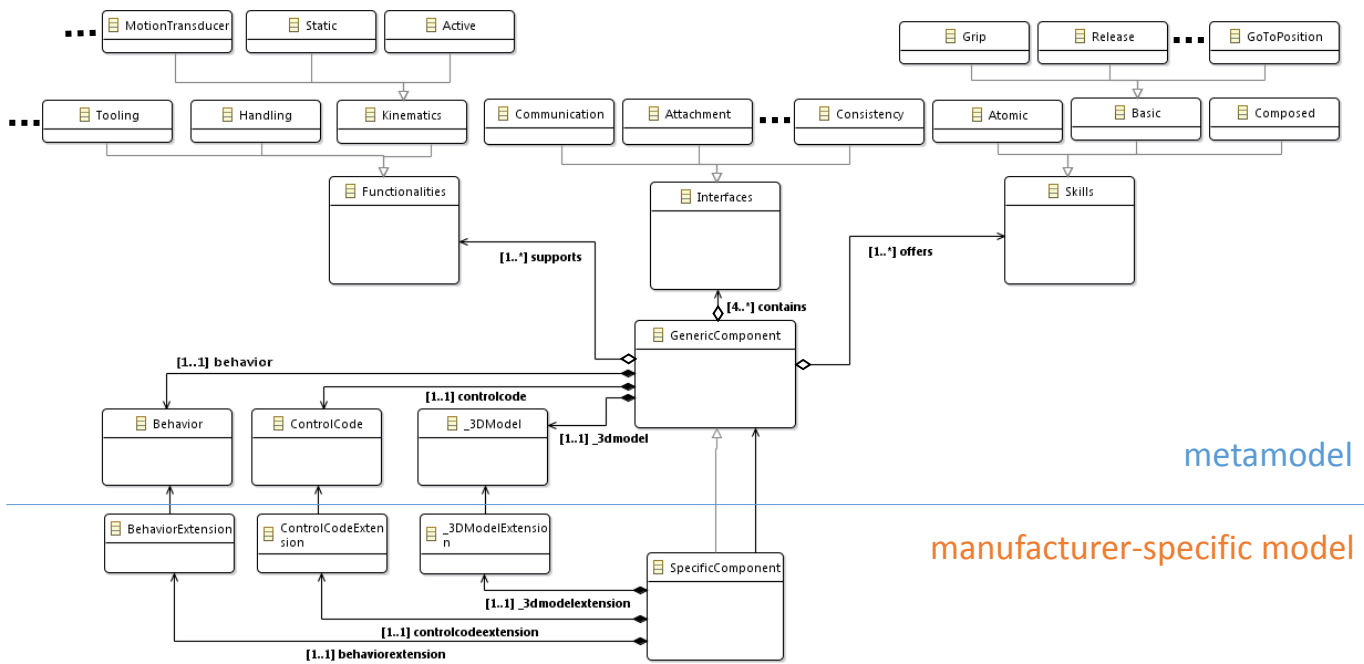 MotionTransducer
Static
Active
Grip
Release
GoToPosition
Tooling
Handling
Kinematics
Communication
Attachment
Consistency
Atomic
Basic
Composed
Functionalities
Interfaces
Skills
[1..*] supports
[1..*] offers
[4..*] contains
GenericComponent
[1..1] behavior
[1..1] controlcode
Behavior
ControlCode
_3DModel
[1..1] _3dmodel
metamodel
BehaviorExtension
ControlCodeExten
sion
_3DModelExtensio
n
manufacturer-specific model
SpecificComponent
[1..1] _3dmodelextension
[1..1] controlcodeextension
[1..1] behaviorextension